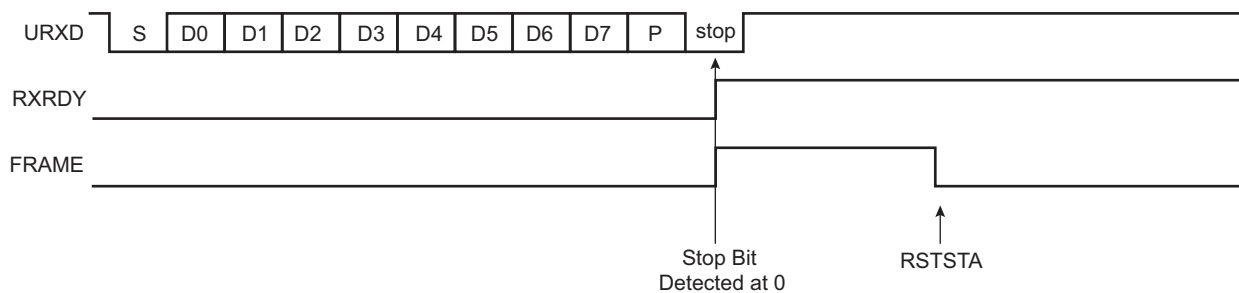 URXD S D0 D1 D2 D3 D4 D5 D6 D7 P stop
RXRDY
FRAME
Stop Bit
Detected at 0
RSTSTA